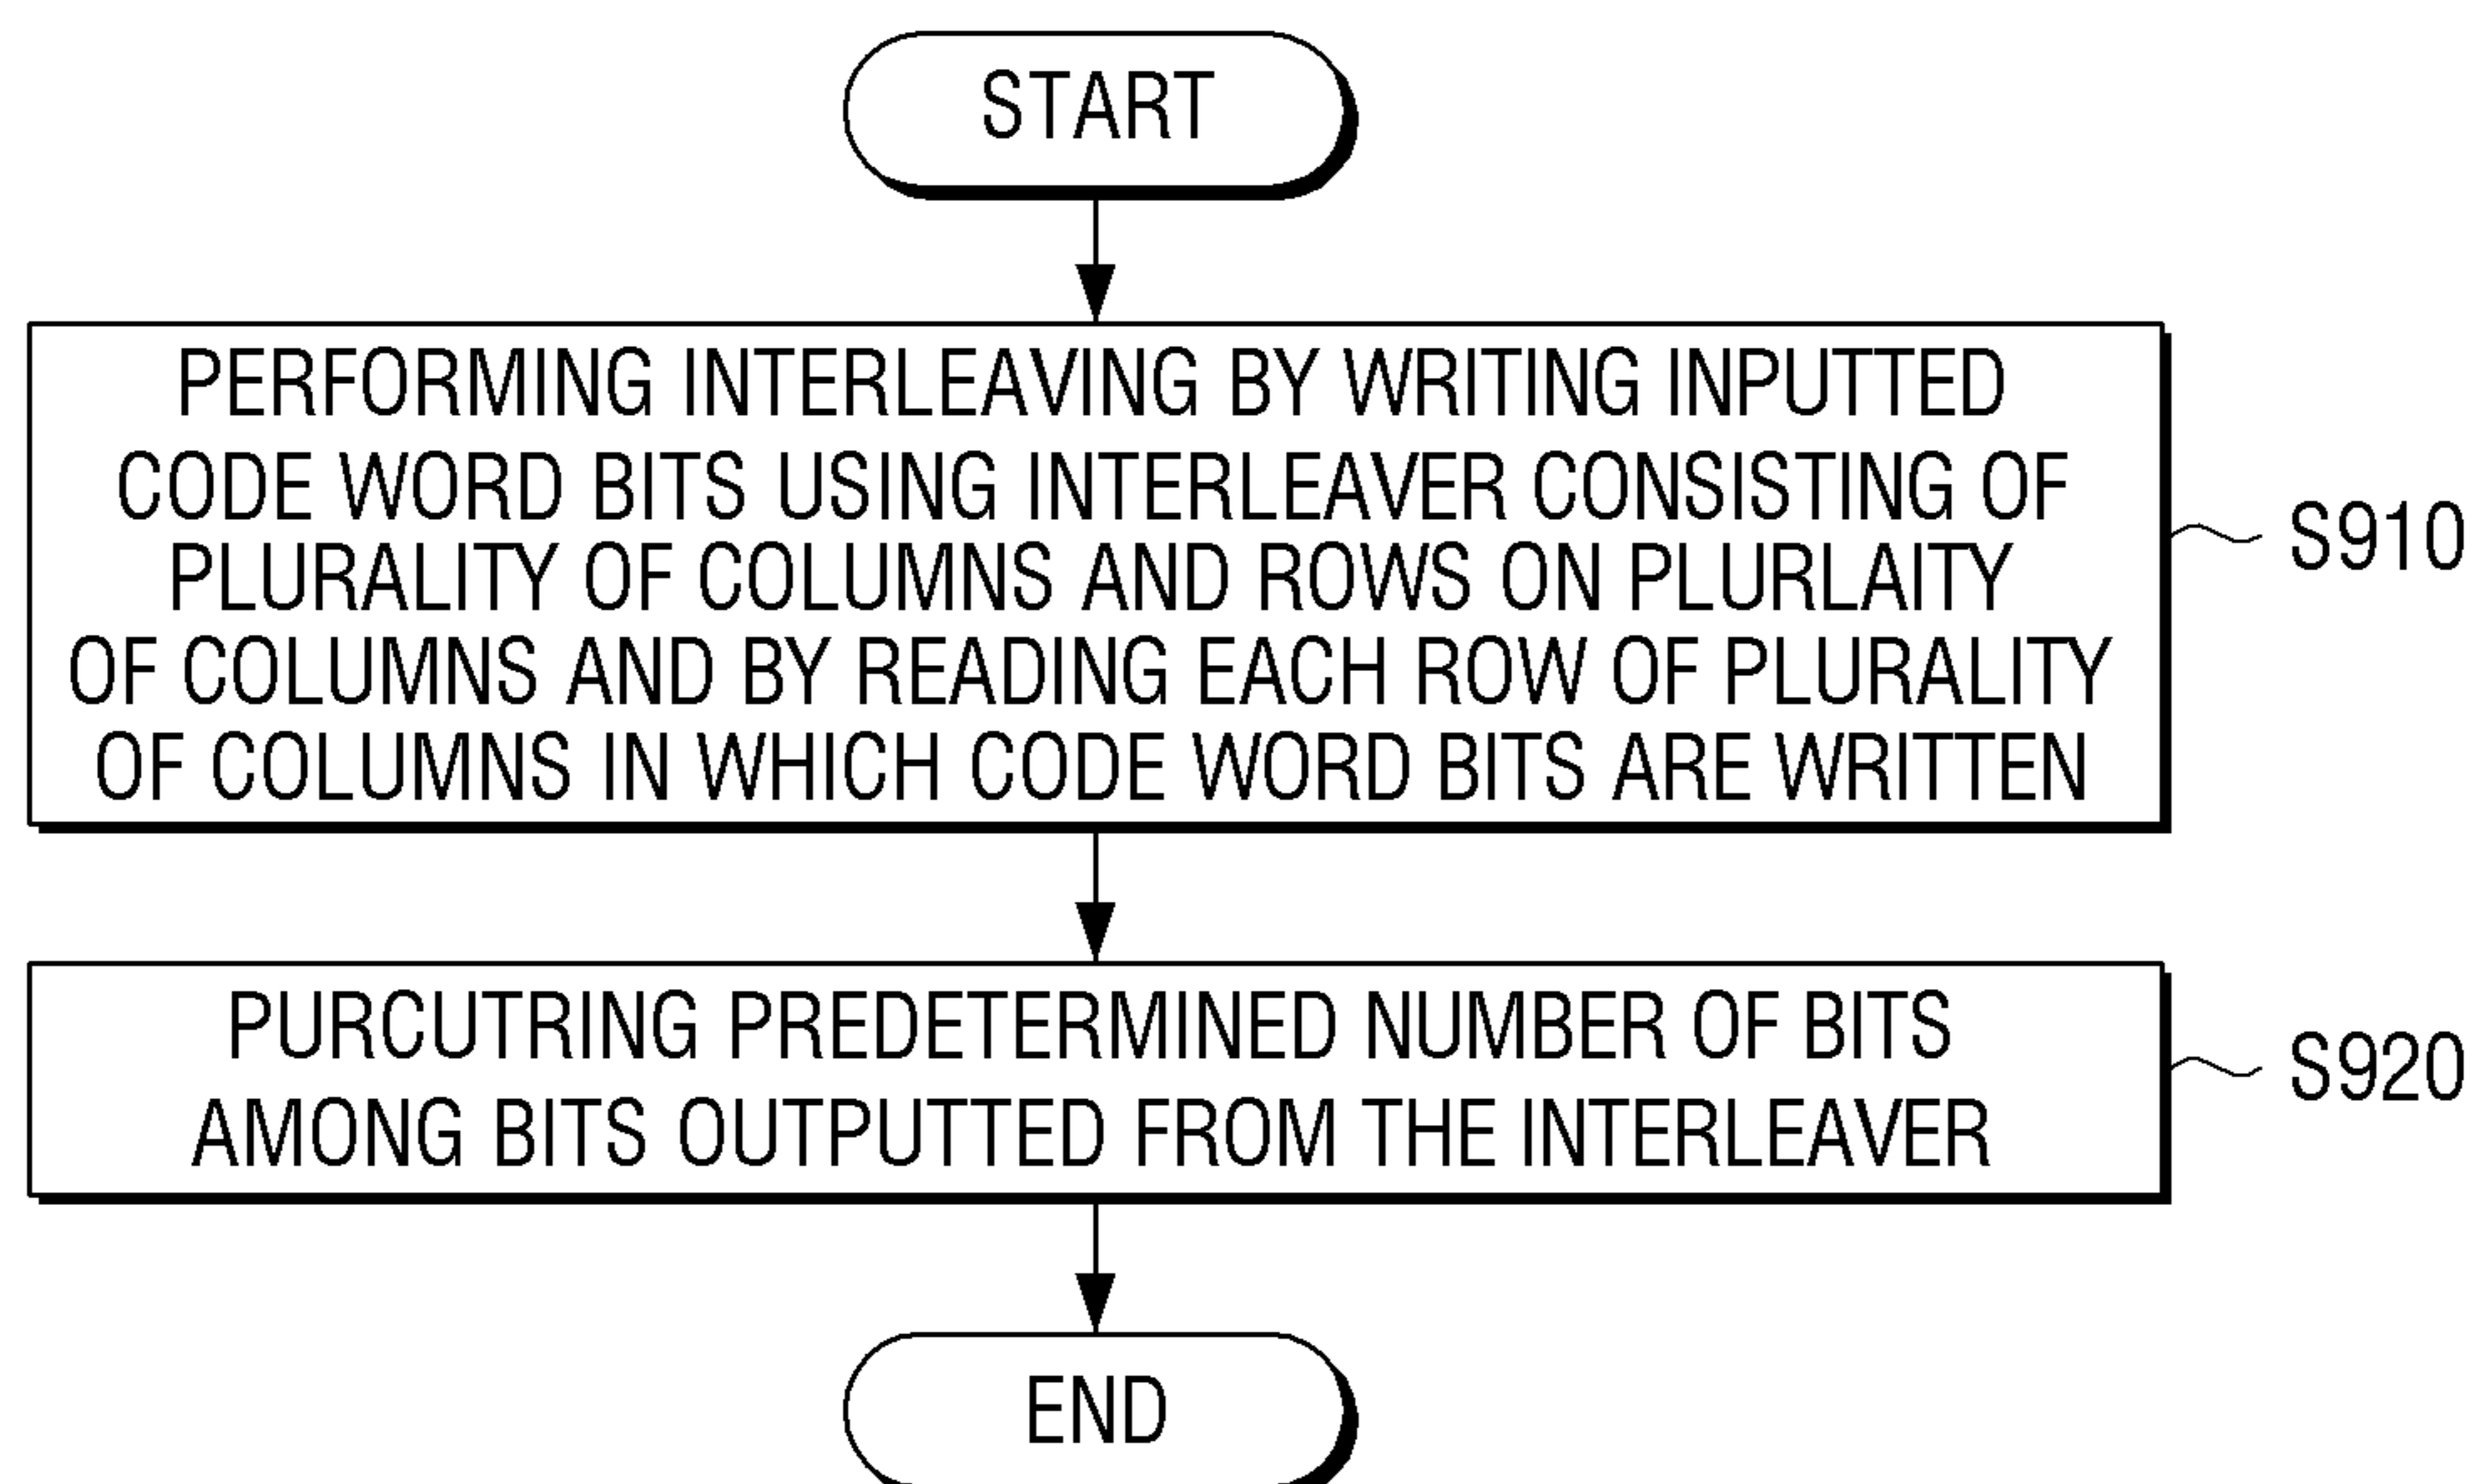 START
PERFORMING INTERLEAVING BY WRITING INPUTTED
CODE WORD BITS USING INTERLEAVER CONSISTING OF
PLURALITY OF COLUMNS AND ROWS ON PLURLAITY
OF COLUMNS AND BY READING EACH ROW OF PLURALITY
OF COLUMNS IN WHICH CODE WORD BITS ARE WRITTEN
S910
PURCUTRING PREDETERMINED NUMBER OF BITS
AMONG BITS OUTPUTTED FROM THE INTERLEAVER
S920
END